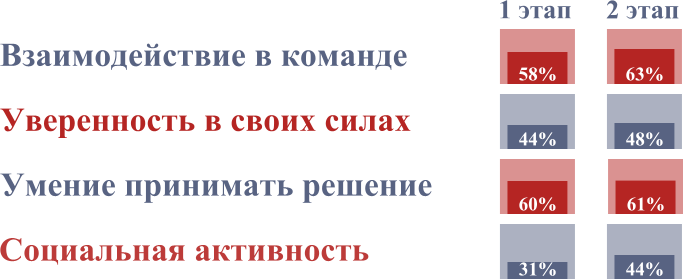 1 этап 2 этап
Взаимодействие в команде 58% 63%
Уверенность в своих силах 44% 48%
Умение принимать решение 60% 61%
Социальная активность 31% 44%